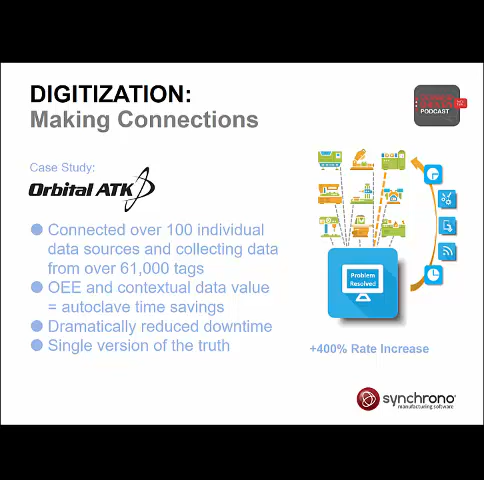 DIGITIZATION:
Making Connections
PODCAST
Case Study:
Orbital ATK
Connected over 100 individual
data sources and collecting data
from over 61,000 tags
OEE and contextual data value
= autoclave time savings
Dramatically reduced downtime
Single version of the truth
Problem
Resolved
+400% Rate Increase
synchrono
manufacturing software